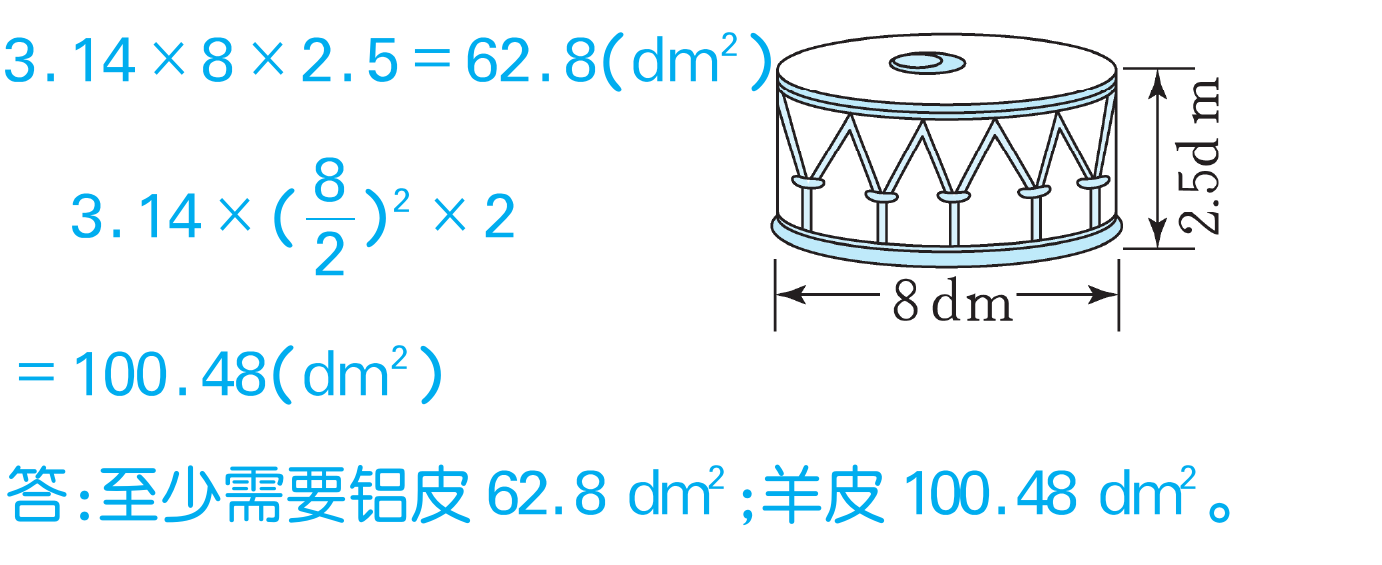 3.14×8×2.5=62.8(dm²)
2.5dm
3.14×(8/2)²×2
8dm
=100.48(dm²)
答:至少需要铝皮 62.8 dm²;羊皮 100.48 dm²。